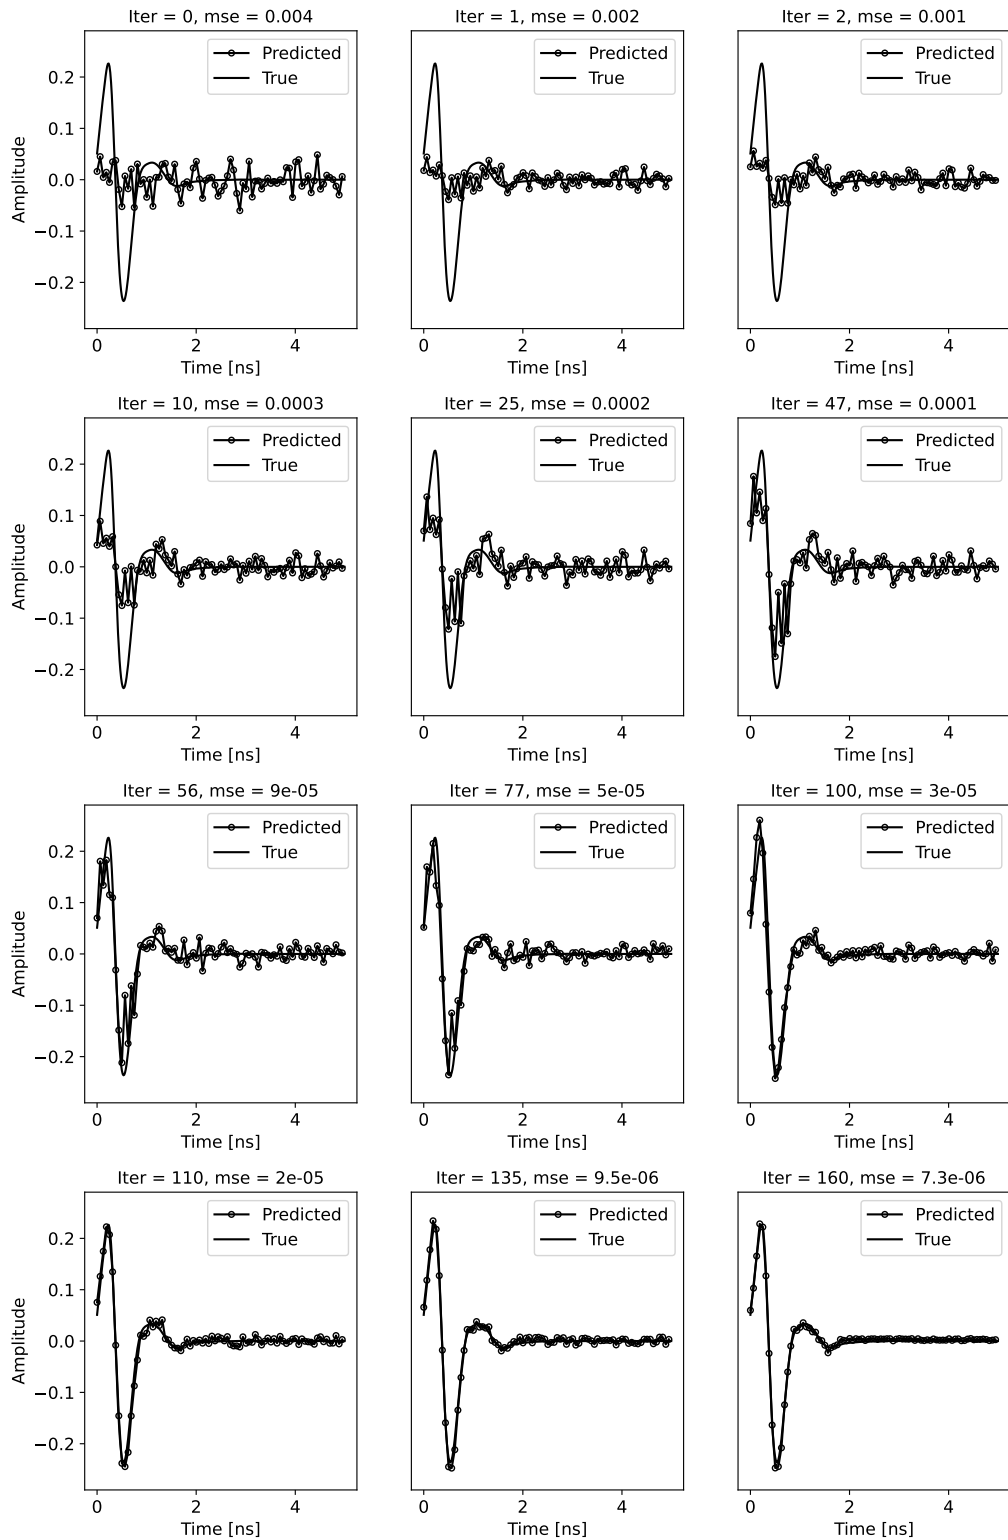 Iter = 0, mse = 0.004
Iter = 1, mse = 0.002
Iter = 2, mse = 0.001
Predicted
True
Predicted
True
Predicted
True
Amplitude
0.2
0.1
0.0
−0.1
−0.2
0 2 4
0 2 4
0 2 4
Time [ns]
Time [ns]
Time [ns]
Iter = 10, mse = 0.0003
Iter = 25, mse = 0.0002
Iter = 47, mse = 0.0001
Predicted
True
Predicted
True
Predicted
True
Amplitude
0.2
0.1
0.0
−0.1
−0.2
0 2 4
0 2 4
0 2 4
Time [ns]
Time [ns]
Time [ns]
Iter = 56, mse = 9e-05
Iter = 77, mse = 5e-05
Iter = 100, mse = 3e-05
Predicted
True
Predicted
True
Predicted
True
Amplitude
0.2
0.1
0.0
−0.1
−0.2
0 2 4
0 2 4
0 2 4
Time [ns]
Time [ns]
Time [ns]
Iter = 110, mse = 2e-05
Iter = 135, mse = 9.5e-06
Iter = 160, mse = 7.3e-06
Predicted
True
Predicted
True
Predicted
True
Amplitude
0.2
0.1
0.0
−0.1
−0.2
0 2 4
0 2 4
0 2 4
Time [ns]
Time [ns]
Time [ns]